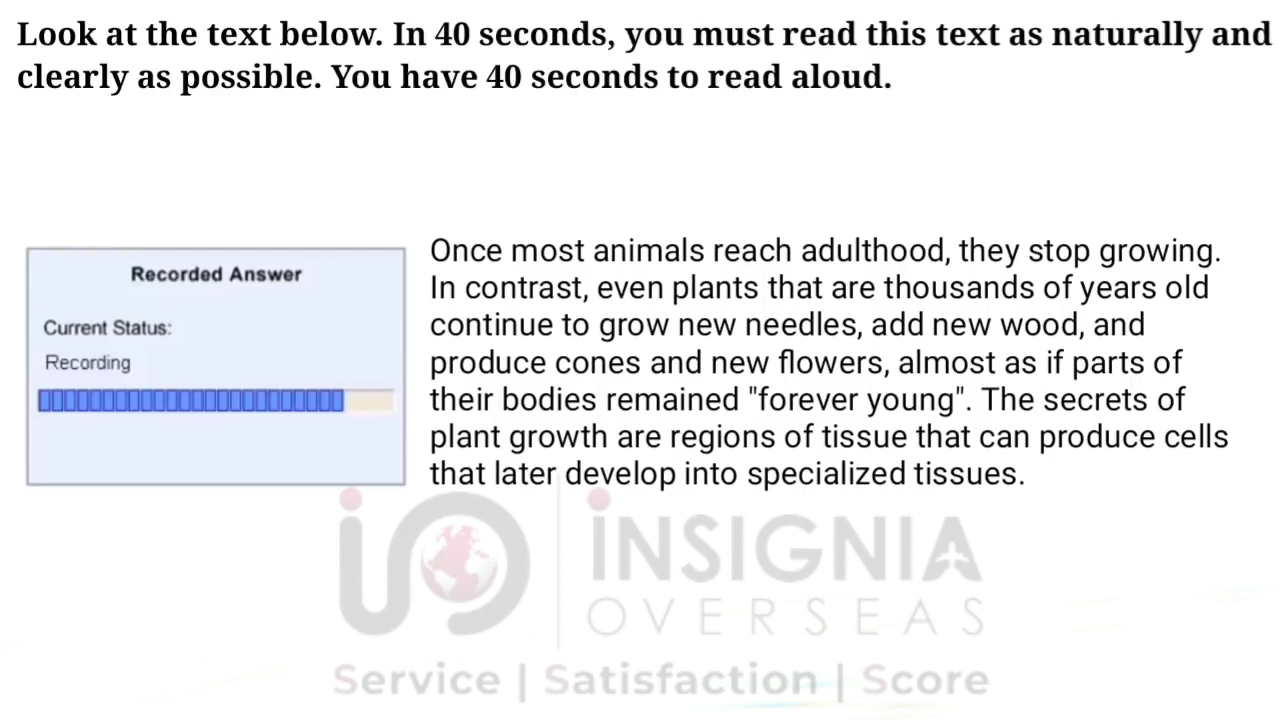 Look at the text below. In 40 seconds, you must read this text as naturally and
clearly as possible. You have 40 seconds to read aloud.
Recorded Answer
Current Status:
Recording
Once most animals reach adulthood, they stop growing.
In contrast, even plants that are thousands of years old
continue to grow new needles, add new wood, and
produce cones and new flowers, almost as if parts of
their bodies remained "forever young". The secrets of
plant growth are regions of tissue that can produce cells
that later develop into specialized tissues.
iO
iNSIGNIA
OVERSEAS
Service | Satisfaction | Score